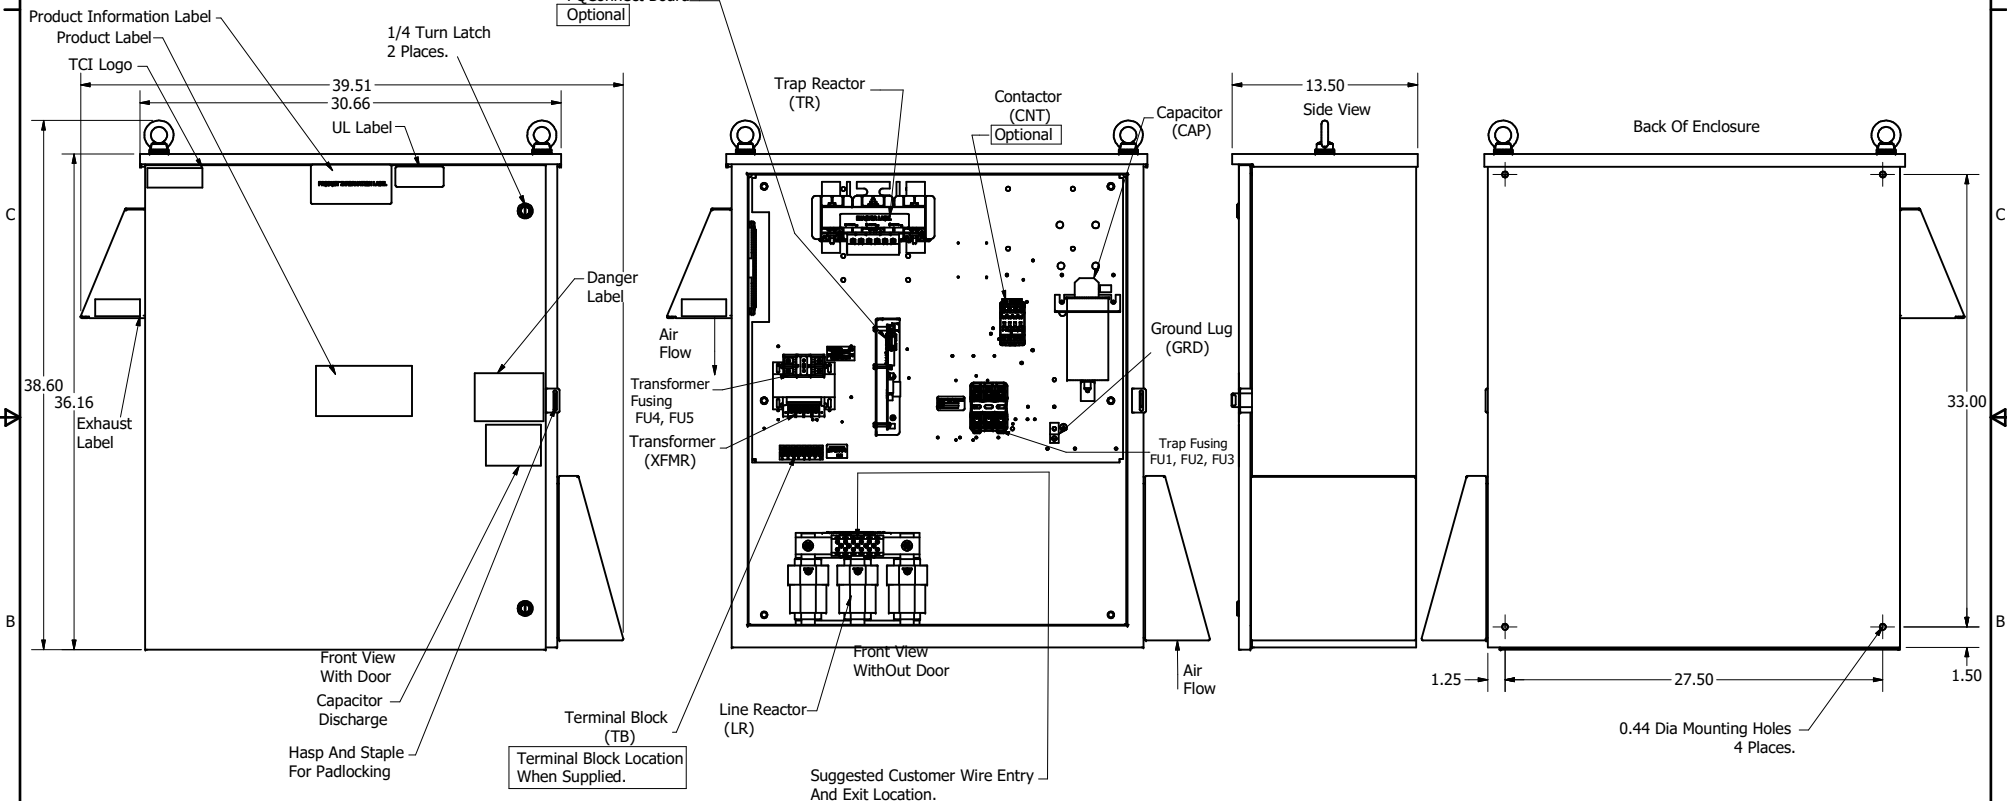 Product Information Label
Product Label
TCI Logo
1/4 Turn Latch
2 Places.
Optional
39.51
30.66
UL Label
Trap Reactor
(TR)
Contactor
(CNT)
Optional
Capacitor
(CAP)
13.50
Side View
Back Of Enclosure
C
C
Danger
Label
Air
Flow
Ground Lug
(GRD)
38.60
36.16
Exhaust
Label
Transformer
Fusing
FU4, FU5
Transformer
(XFMR)
Trap Fusing
FU1, FU2, FU3
33.00
B
B
Front View
With Door
Capacitor
Discharge
Hasp And Staple
For Padlocking
Front View
WithOut Door
Air
Flow
Terminal Block
(TB)
Terminal Block Location
When Supplied.
Line Reactor
(LR)
Suggested Customer Wire Entry
And Exit Location.
1.25
27.50
1.50
0.44 Dia Mounting Holes
4 Places.